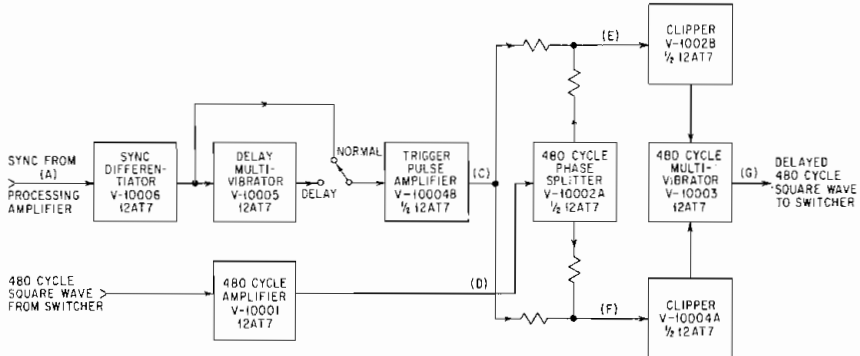 CLIPPER
V-10028
½ 12AT7
(E)
NORMAL
SYNC FROM
(A)
PROCESSING
AMPLIFIER
SYNC
DIFFEREN-
TIATOR
V-10006
12AT7
DELAY
MULTI-
VIBRATOR
V-10005
12AT7
DELAY
TRIGGER
PULSE
AMPLIFIER
V-10004B
½ 12AT7
(C)
480 CYCLE
PHASE
SPLITTER
V-10002A
½ 12AT7
480 CYCLE
MULTI-
VIBRATOR
V-10003
12AT7
(G)
DELAYED
480 CYCLE
SQUARE WAVE
TO SWITCHER
480 CYCLE
SQUARE WAVE
FROM SWITCHER
480 CYCLE
AMPLIFIER
V-10001
12AT7
(D)
(F)
CLIPPER
V-10004A
½ 12AT7